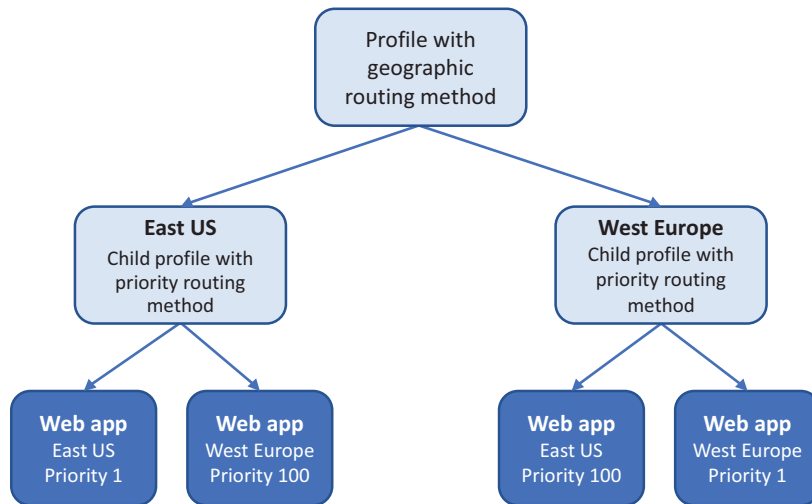 Profile with
geographic
routing method
East US
Child profile with
priority routing
method
West Europe
Child profile with
priority routing
method
Web app
East US
Priority 1
Web app
West Europe
Priority 100
Web app
East US
Priority 100
Web app
West Europe
Priority 1